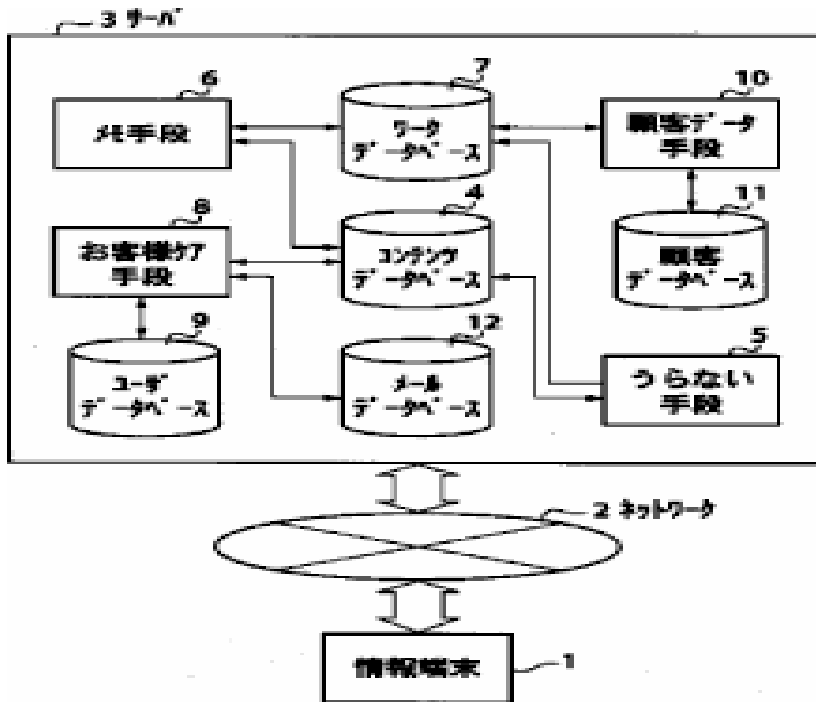 3 サーバ
6
メモ手段
7
ワーク
データベース
10
顧客データ
手段
8
お客様ケア
手段
4
コンテンツ
データベース
11
顧客
データベース
9
ユーザ
データベース
12
メール
データベース
5
うらない
手段
2 ネットワーク
情報端末
1